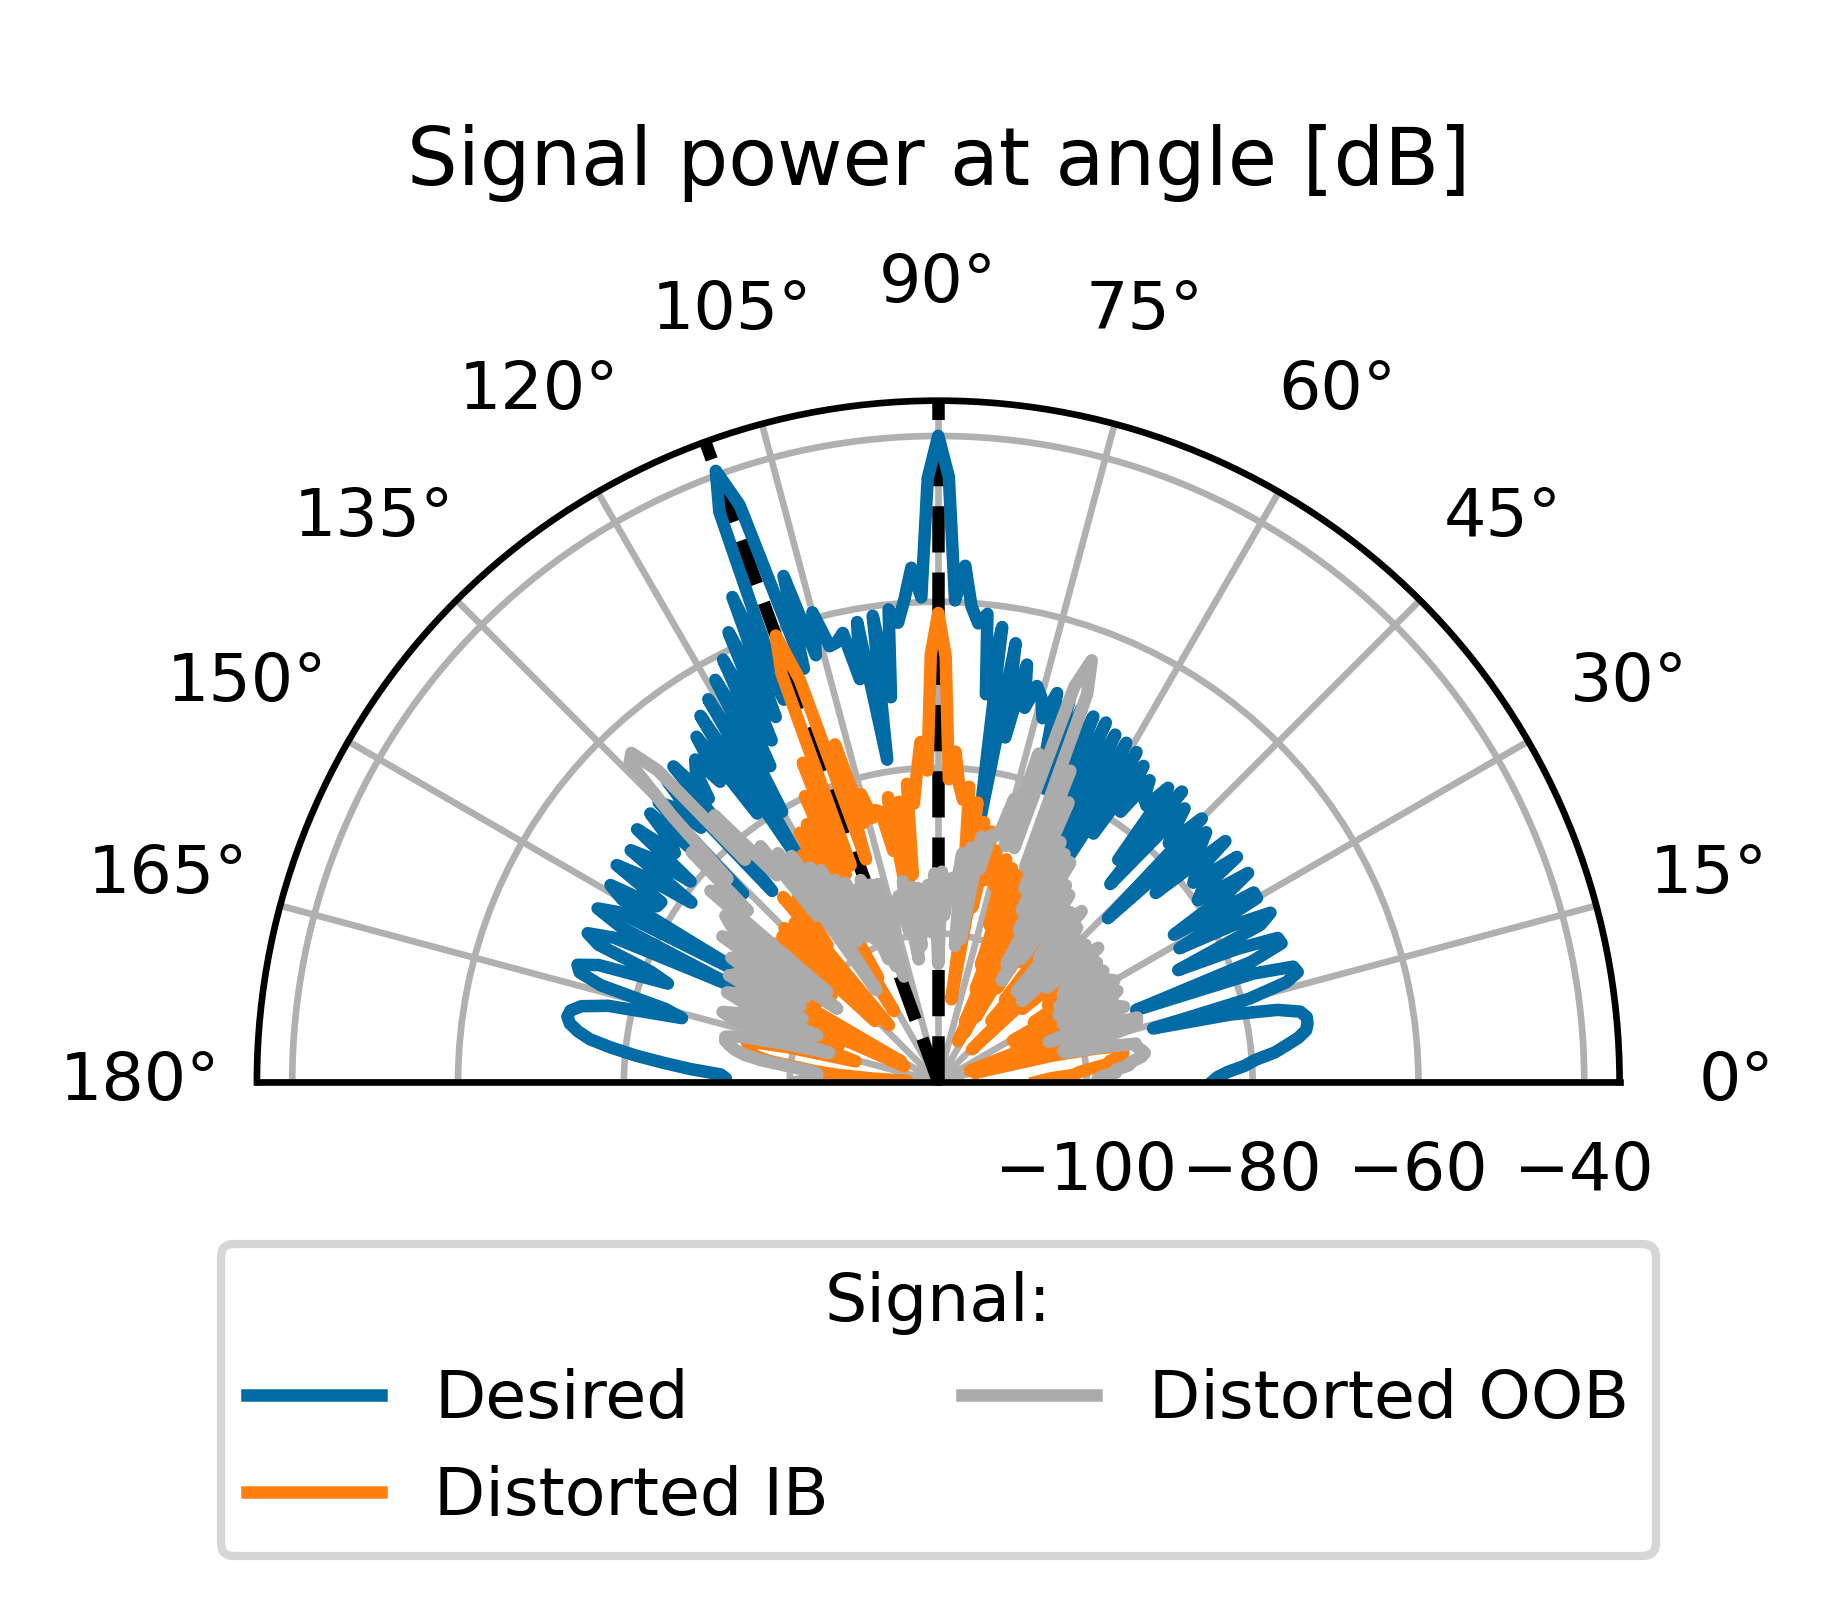 Signal power at angle [dB]
90°
105° 75°
120° 60°
135° 45°
150° 30°
165° 15°
180° 0°
−100 −80 −60 −40
Signal:
Desired Distorted OOB
Distorted IB